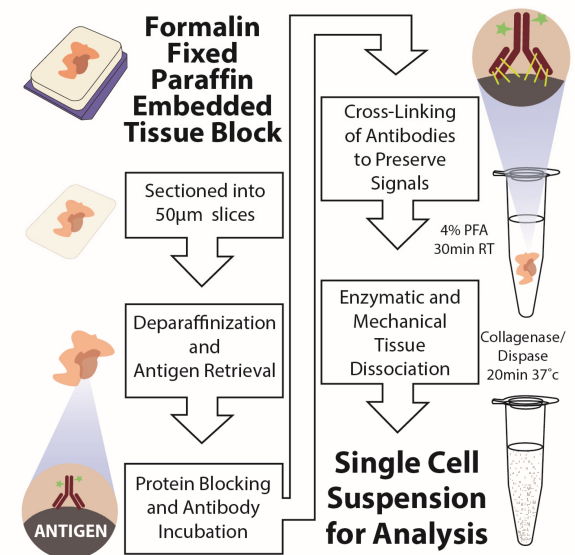 Formalin
Fixed
Paraffin
Embedded
Tissue Block
Sectioned into
50µm slices
Deparaffinization
and
Antigen Retrieval
Protein Blocking
and Antibody
Incubation
ANTIGEN
Cross-Linking
of Antibodies
to Preserve
Signals
4% PFA
30min RT
Enzymatic and
Mechanical
Tissue
Dissociation
Collagenase/
Dispase
20min 37°c
Single Cell
Suspension
for Analysis